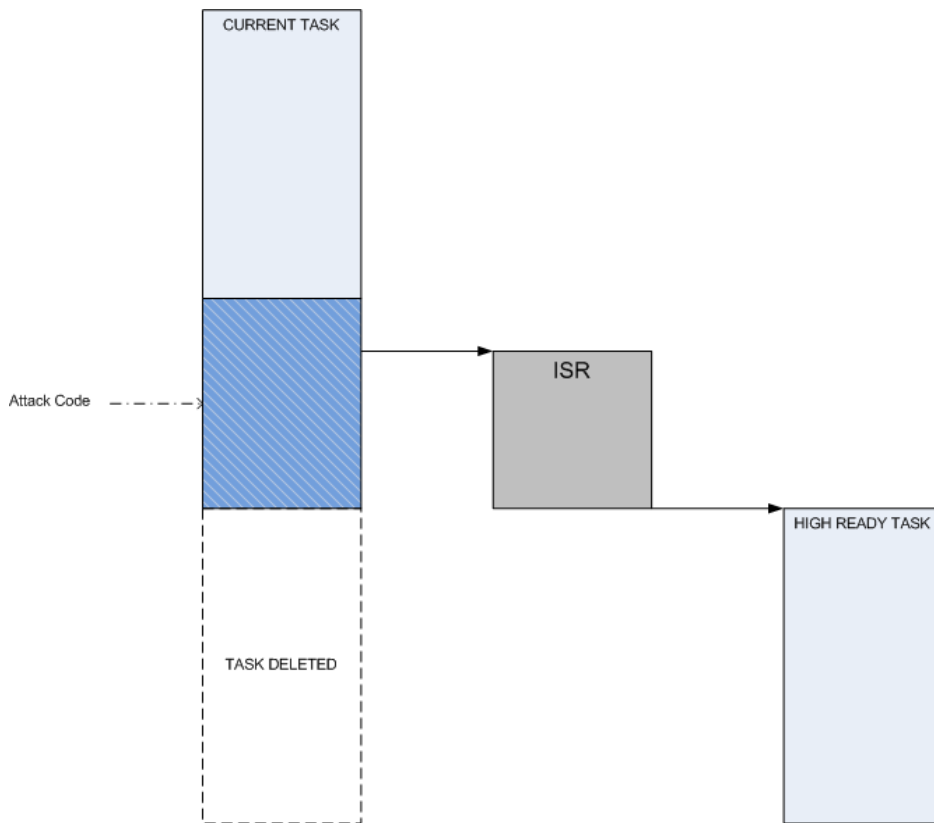 CURRENT TASK
ISR
Attack Code
HIGH READY TASK
TASK DELETED